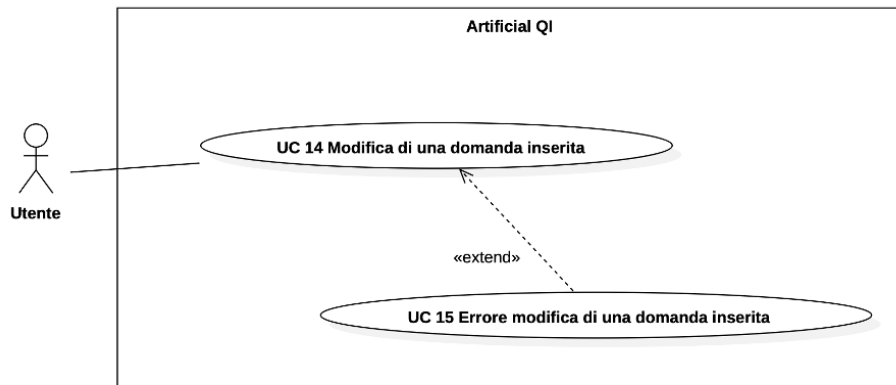 Artificial QI
UC 14 Modifica di una domanda inserita
Utente
«extend»
UC 15 Errore modifica di una domanda inserita